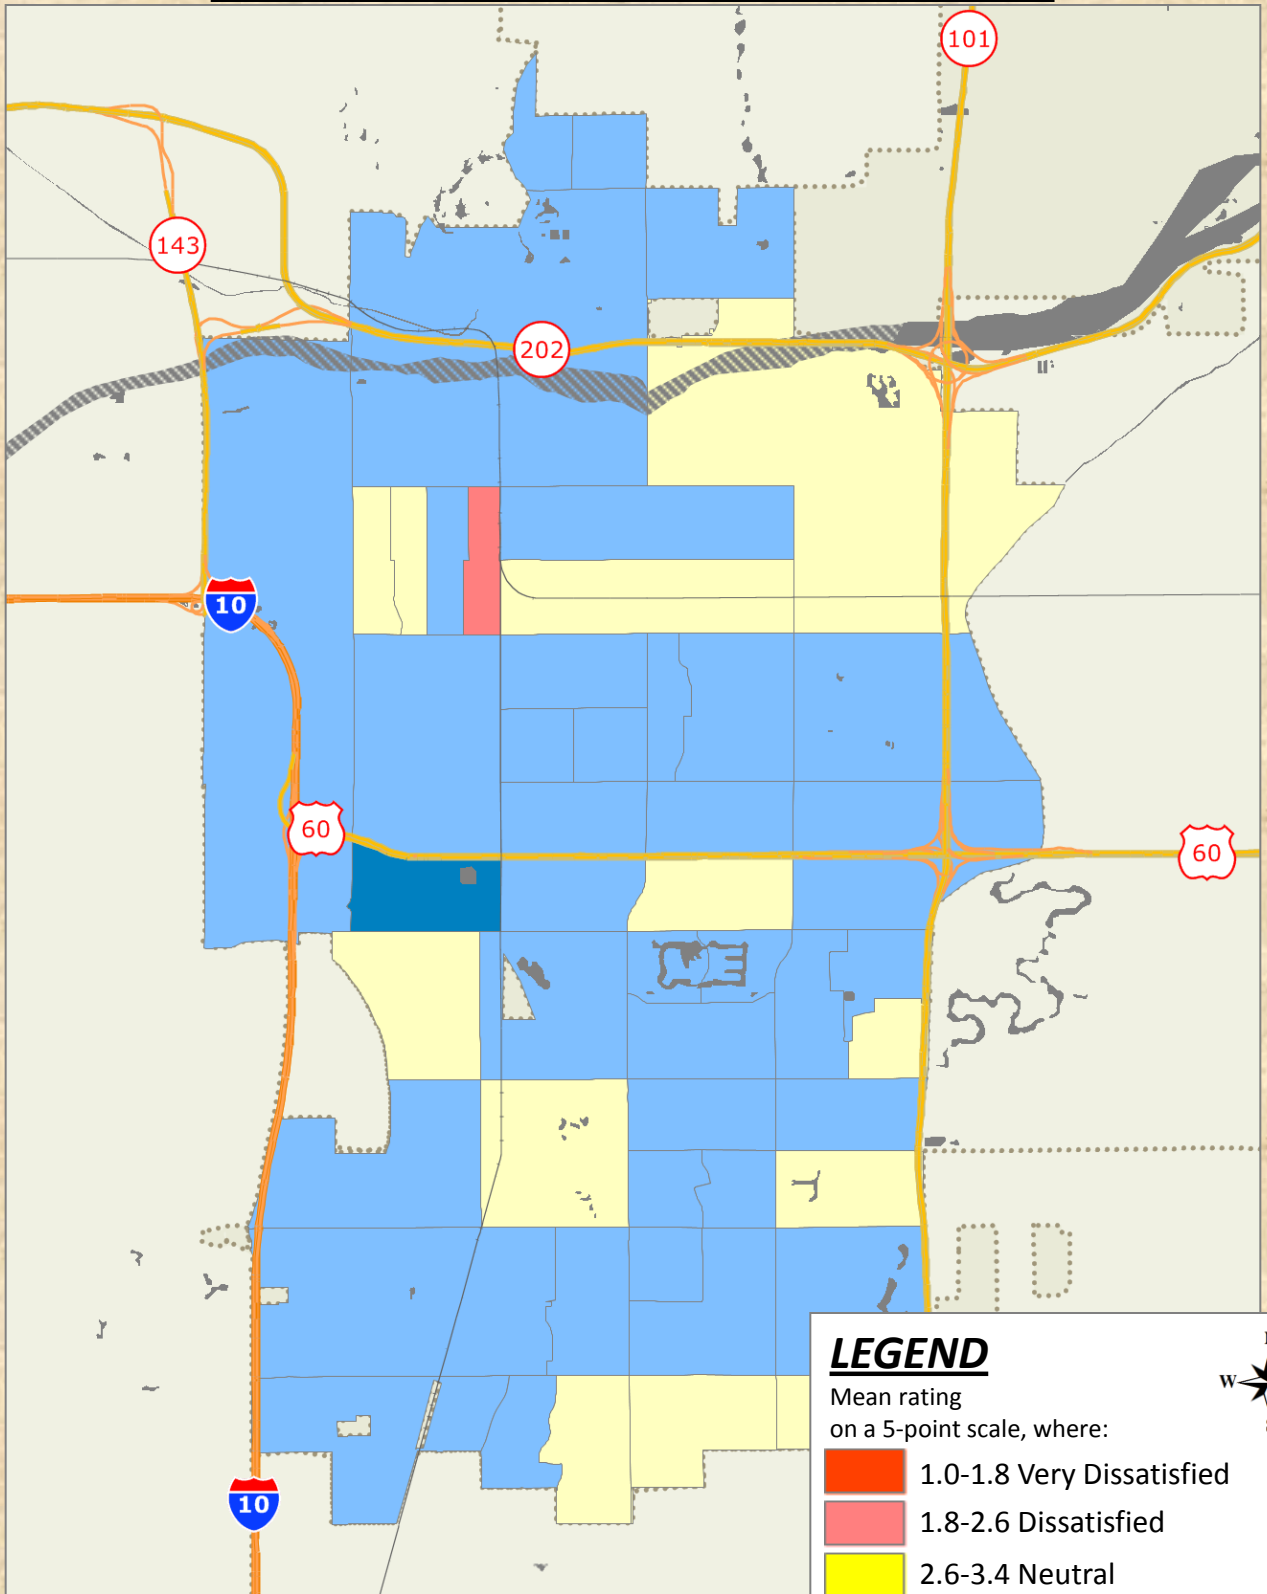 101
143
202
10
60
60
10
LEGEND
W
Mean rating
on a 5-point scale, where:
1.0-1.8 Very Dissatisfied
1.8-2.6 Dissatisfied
2.6-3.4 Neutral